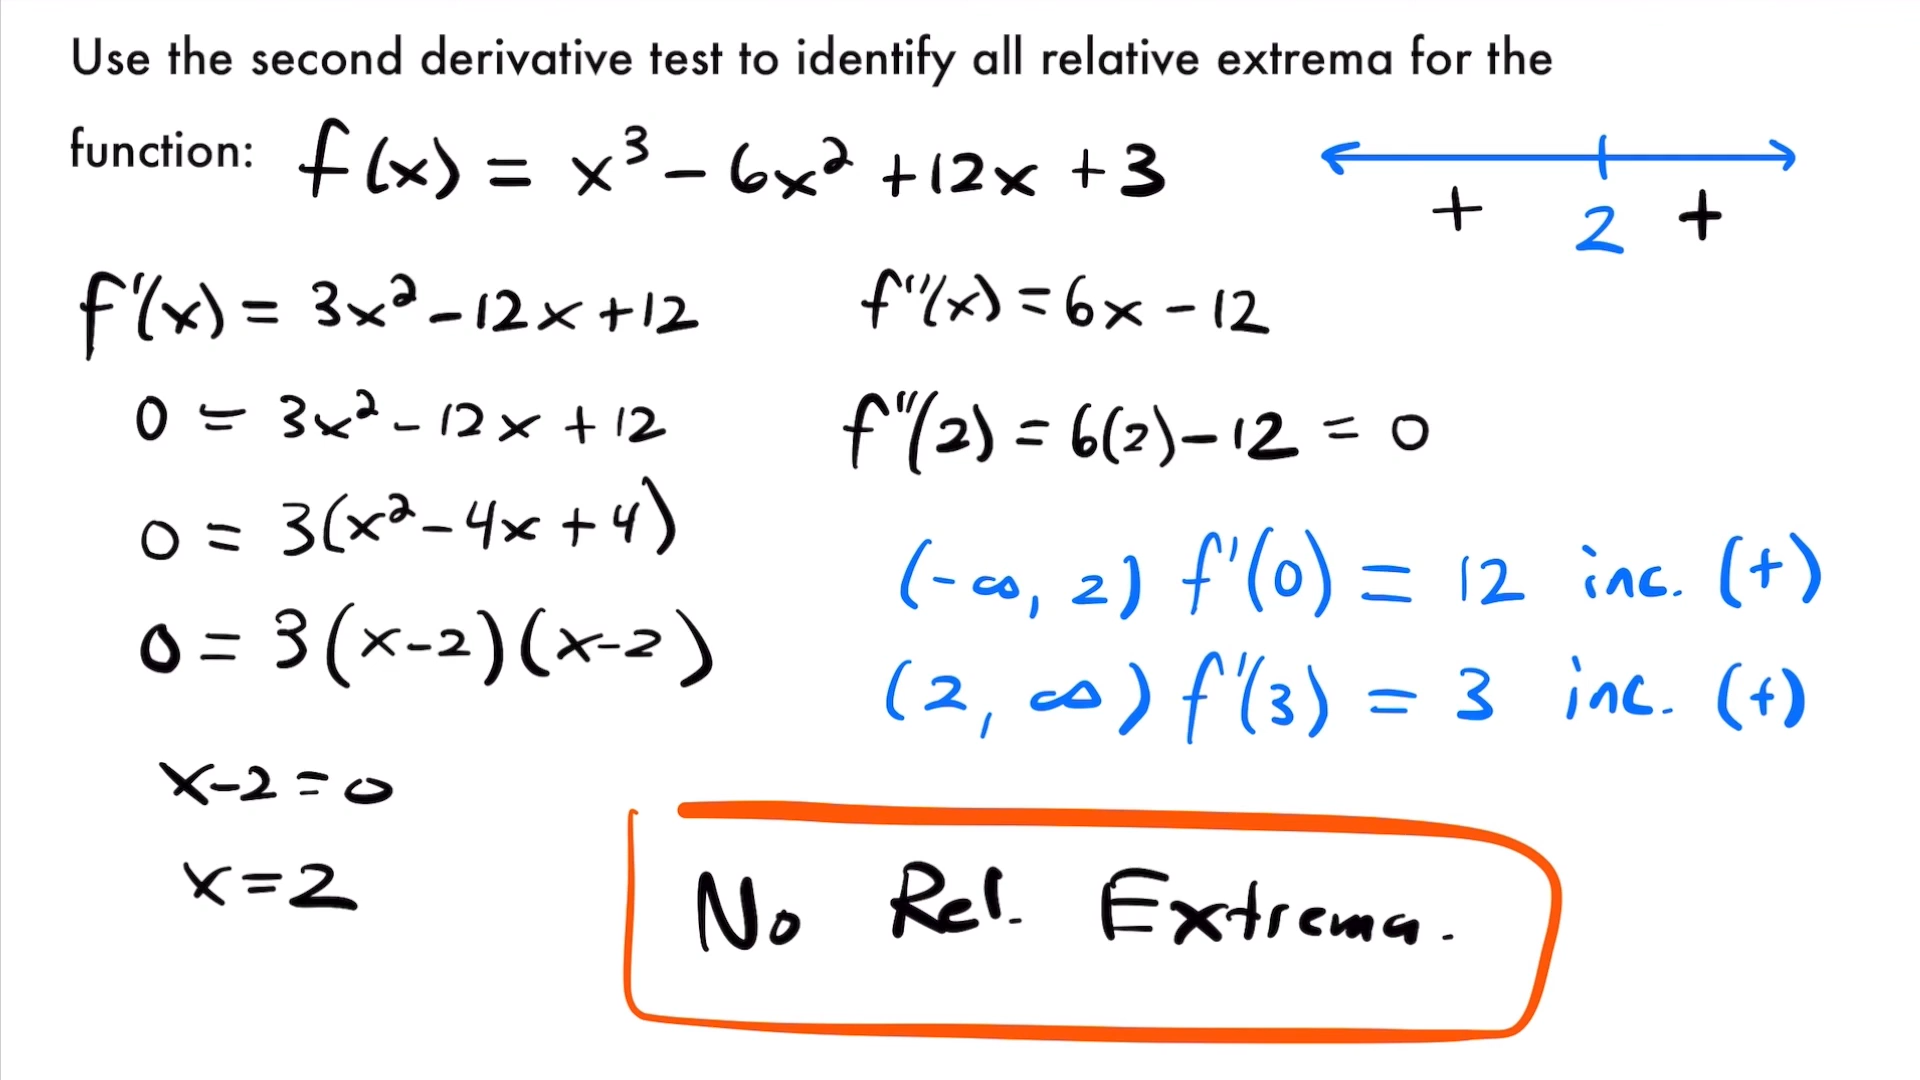 Use the second derivative test to identify all relative extrema for the
function: f(x) = x³ - 6x² + 12x + 3
+ 2 +
f'(x) = 3x² - 12x + 12
0 = 3x² - 12x + 12
0 = 3(x² - 4x + 4)
0 = 3(x-2)(x-2)
x-2 = 0
x = 2
f''(x) = 6x - 12
f''(2) = 6(2) - 12 = 0
(-∞, 2) f'(0) = 12 inc. (+)
(2, ∞) f'(3) = 3 inc. (+)
No Rel. Extrema.